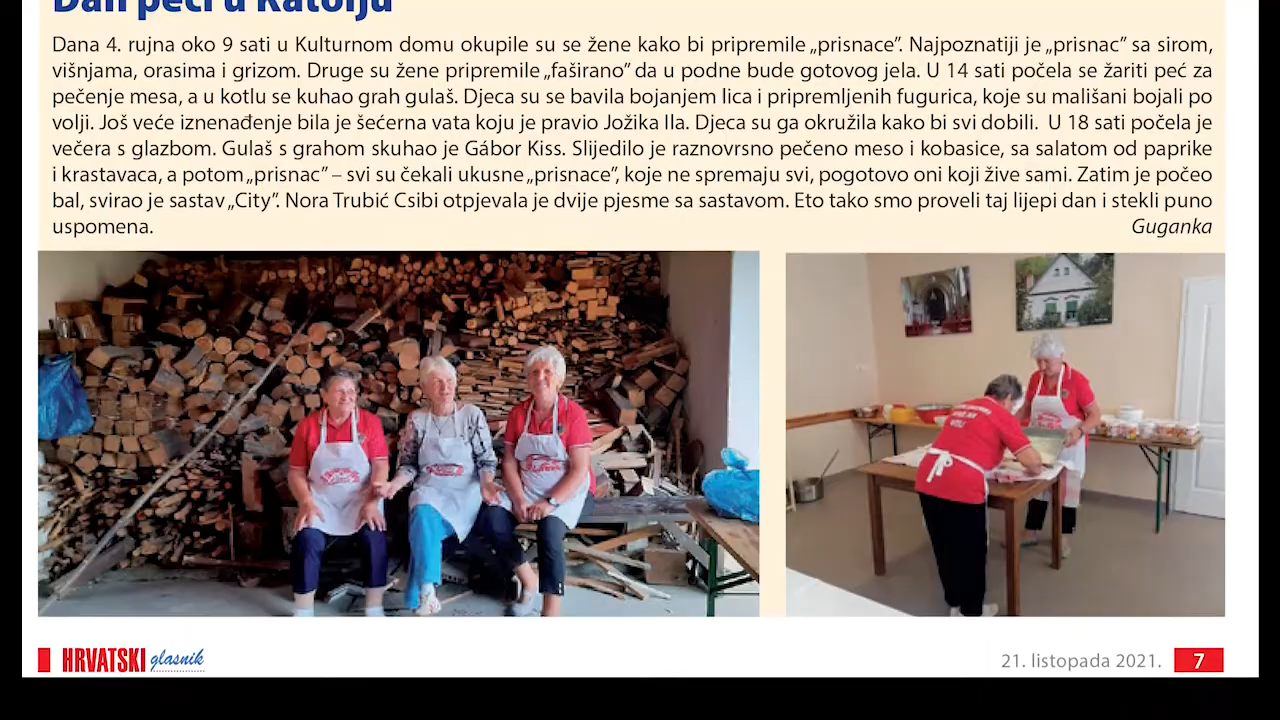 Dan peći u Katolju
Dana 4. rujna oko 9 sati u Kulturnom domu okupile su se žene kako bi pripremile „prisnace”. Najpoznatiji je „prisnac” sa sirom,
višnjama, orasima i grizom. Druge su žene pripremile „faširano” da u podne bude gotovog jela. U 14 sati počela se žariti peć za
pečenje mesa, a u kotlu se kuhao grah gulaš. Djeca su se bavila bojanjem lica i pripremljenih fugurica, koje su mališani bojali po
volji. Još veće iznenađenje bila je šećerna vata koju je pravio Jožika Ila. Djeca su ga okružila kako bi svi dobili. U 18 sati počela je
večera s glazbom. Gulaš s grahom skuhao je Gábor Kiss. Slijedilo je raznovrsno pečeno meso i kobasice, sa salatom od paprike
i krastavaca, a potom „prisnac” – svi su čekali ukusne „prisnace”, koje ne spremaju svi, pogotovo oni koji žive sami. Zatim je počeo
bal, svirao je sastav „City”. Nora Trubić Csibi otpjevala je dvije pjesme sa sastavom. Eto tako smo proveli taj lijepi dan i stekli puno
uspomena. Guganka
HRVATSKI glasnik
21. listopada 2021. 7